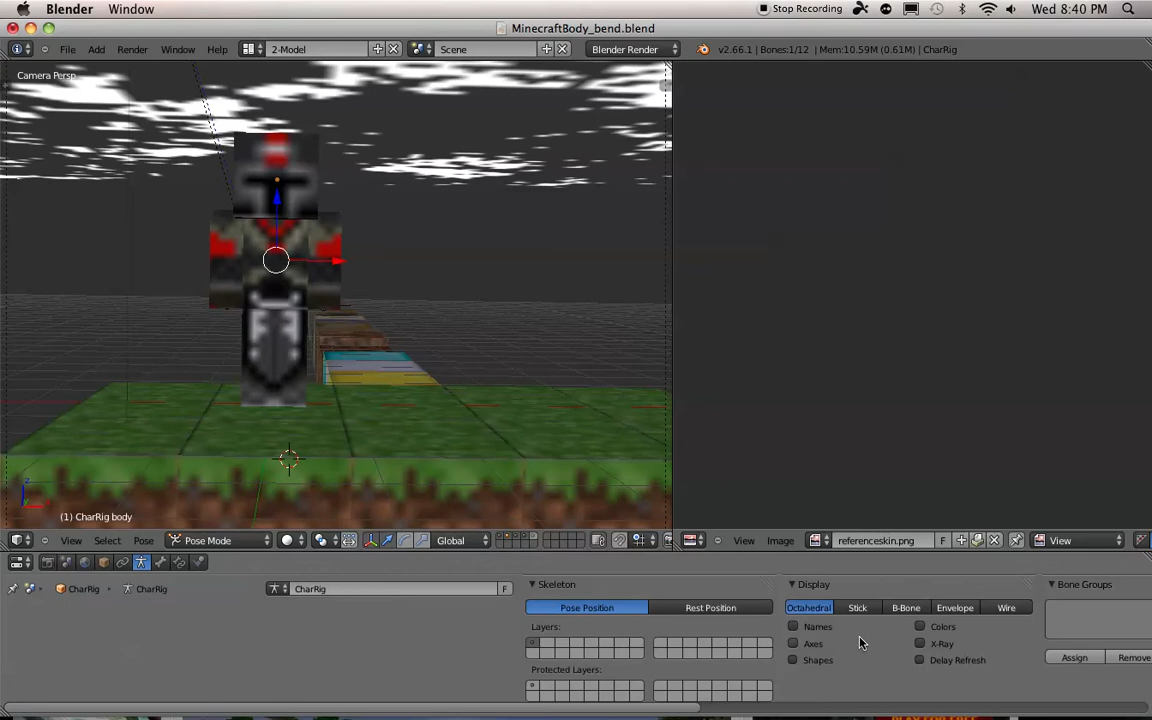 Blender Window Stop Recording Wed 8:40 PM
MinecraftBody_bend.blend
File Add Render Window Help 2-Model Scene Blender Render v2.66.1 | Bones:1/12 | Mem:10.59M (0.61M) | CharRig
Camera Persp
(1) CharRig body
View Select Pose Pose Mode Global View Image referenceskin.png F View
CharRig CharRig CharRig F
Skeleton
Pose Position Rest Position
Layers:
Protected Layers:
Display
Octahedral Stick B-Bone Envelope Wire
Names Colors
Axes X-Ray
Shapes Delay Refresh
Bone Groups
Assign Remove